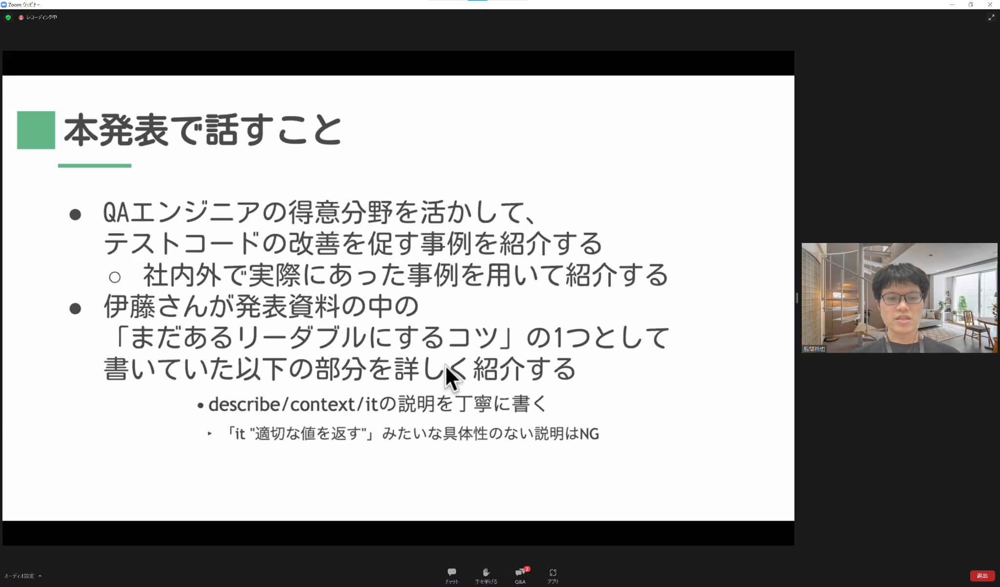 Zoom ウェビナー
レコーディング中
本発表で話すこと
● QAエンジニアの得意分野を活かして、
テストコードの改善を促す事例を紹介する
○ 社内外で実際にあった事例を用いて紹介する
● 伊藤さんが発表資料の中の
「まだあるリーダブルにするコツ」の1つとして
書いていた以下の部分を詳しく紹介する
• describe/context/itの説明を丁寧に書く
‣ 「it "適切な値を返す"」みたいな具体性のない説明はNG
風間裕也
オーディオ設定
チャット
手を挙げる
2
Q&A
アプリ
退出